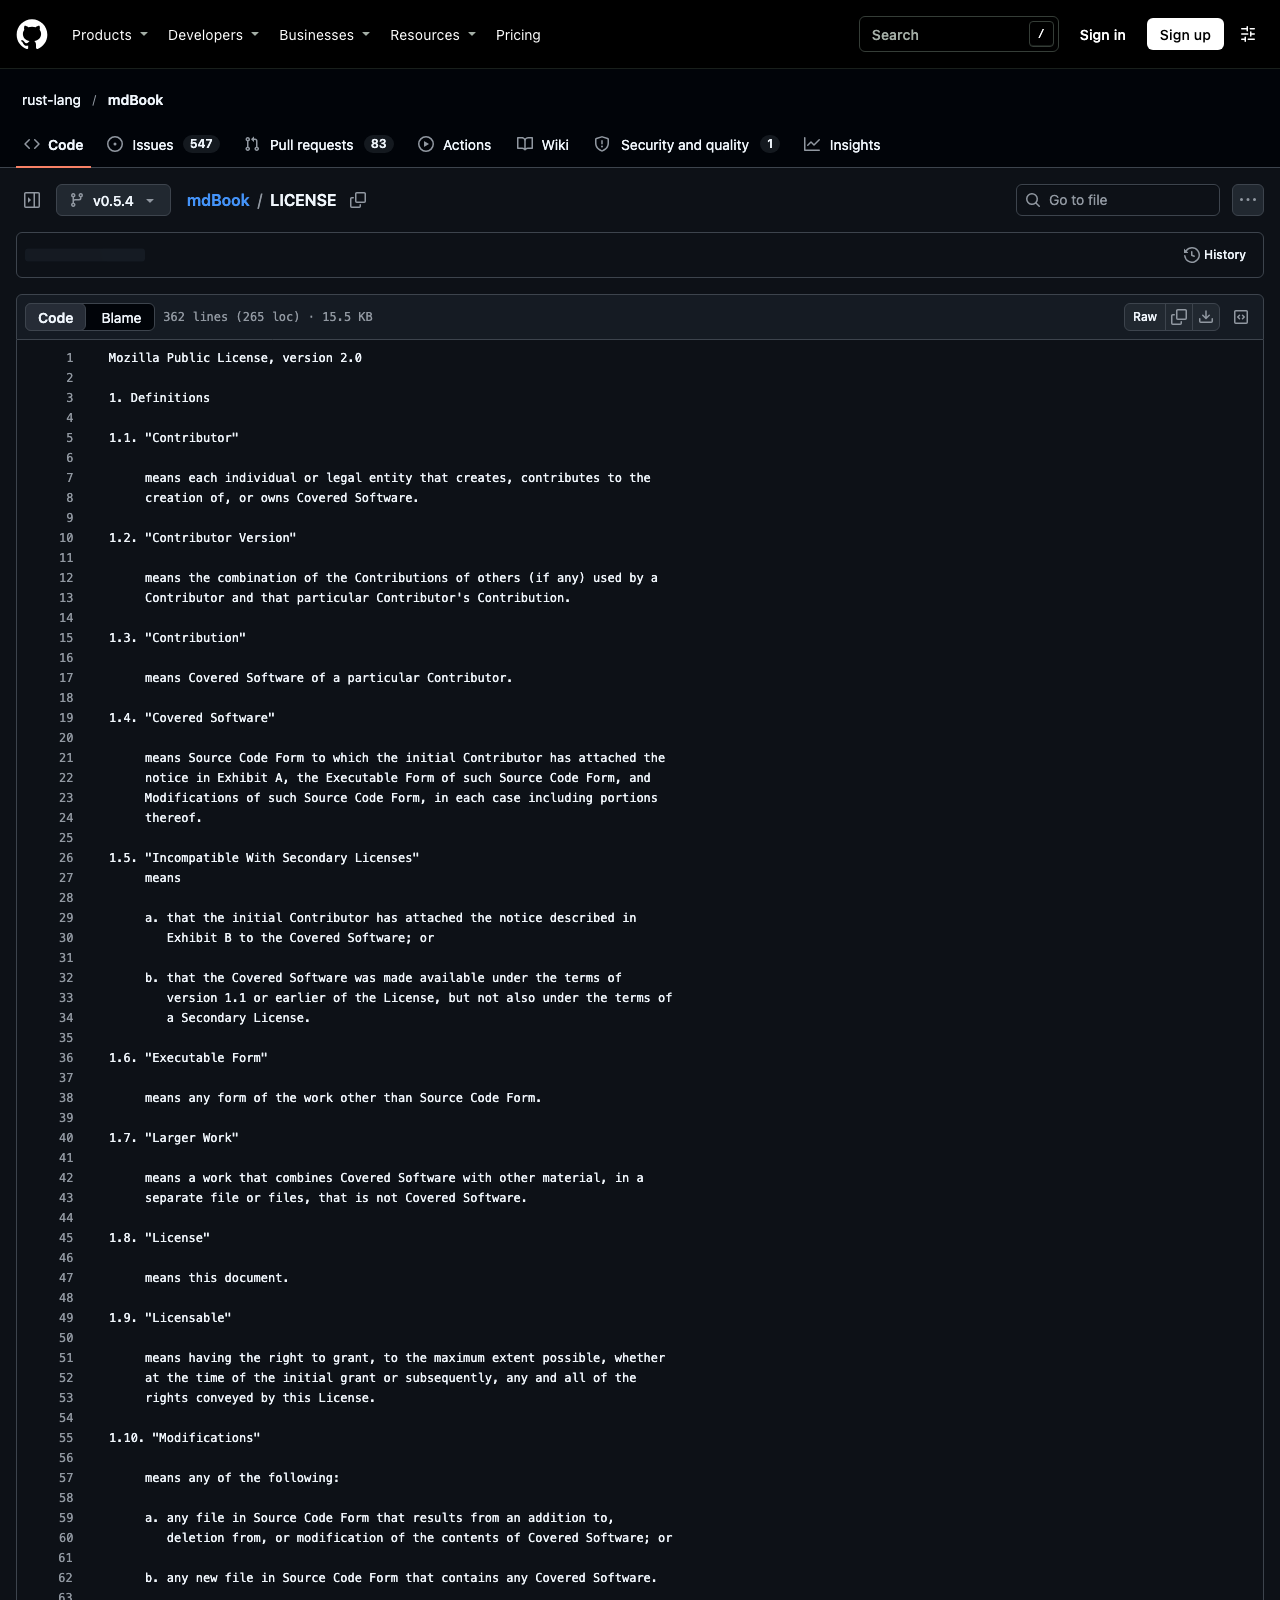 Products Developers Businesses Resources Pricing Search / Sign in Sign up
rust-lang / mdBook
Code Issues 547 Pull requests 83 Actions Wiki Security and quality 1 Insights
v0.5.4 mdBook / LICENSE Go to file
History
Code Blame 362 lines (265 loc) · 15.5 KB Raw
1 Mozilla Public License, version 2.0
2
3 1. Definitions
4
5 1.1. "Contributor"
6
7 means each individual or legal entity that creates, contributes to the
8 creation of, or owns Covered Software.
9
10 1.2. "Contributor Version"
11
12 means the combination of the Contributions of others (if any) used by a
13 Contributor and that particular Contributor's Contribution.
14
15 1.3. "Contribution"
16
17 means Covered Software of a particular Contributor.
18
19 1.4. "Covered Software"
20
21 means Source Code Form to which the initial Contributor has attached the
22 notice in Exhibit A, the Executable Form of such Source Code Form, and
23 Modifications of such Source Code Form, in each case including portions
24 thereof.
25
26 1.5. "Incompatible With Secondary Licenses"
27 means
28
29 a. that the initial Contributor has attached the notice described in
30 Exhibit B to the Covered Software; or
31
32 b. that the Covered Software was made available under the terms of
33 version 1.1 or earlier of the License, but not also under the terms of
34 a Secondary License.
35
36 1.6. "Executable Form"
37
38 means any form of the work other than Source Code Form.
39
40 1.7. "Larger Work"
41
42 means a work that combines Covered Software with other material, in a
43 separate file or files, that is not Covered Software.
44
45 1.8. "License"
46
47 means this document.
48
49 1.9. "Licensable"
50
51 means having the right to grant, to the maximum extent possible, whether
52 at the time of the initial grant or subsequently, any and all of the
53 rights conveyed by this License.
54
55 1.10. "Modifications"
56
57 means any of the following:
58
59 a. any file in Source Code Form that results from an addition to,
60 deletion from, or modification of the contents of Covered Software; or
61
62 b. any new file in Source Code Form that contains any Covered Software.
63